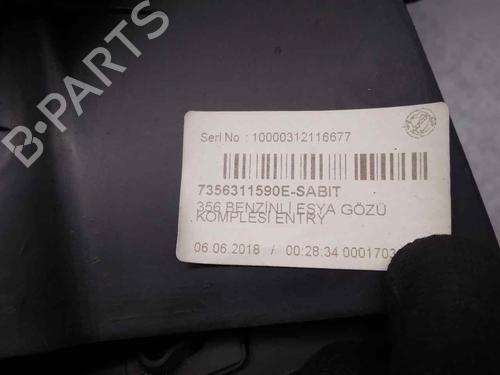 B-PARTS
Seri No : 10000312116677
7356311590E-SABIT
356 BENZİNLİ EŞYA GÖZÜ
KOMPLESİ ENTRY
06.06.2018 / 00:28:34